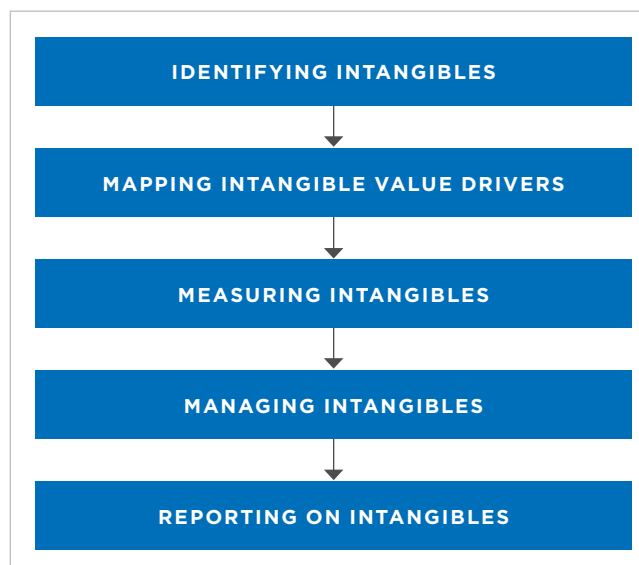 IDENTIFYING INTANGIBLES
MAPPING INTANGIBLE VALUE DRIVERS
MEASURING INTANGIBLES
MANAGING INTANGIBLES
REPORTING ON INTANGIBLES